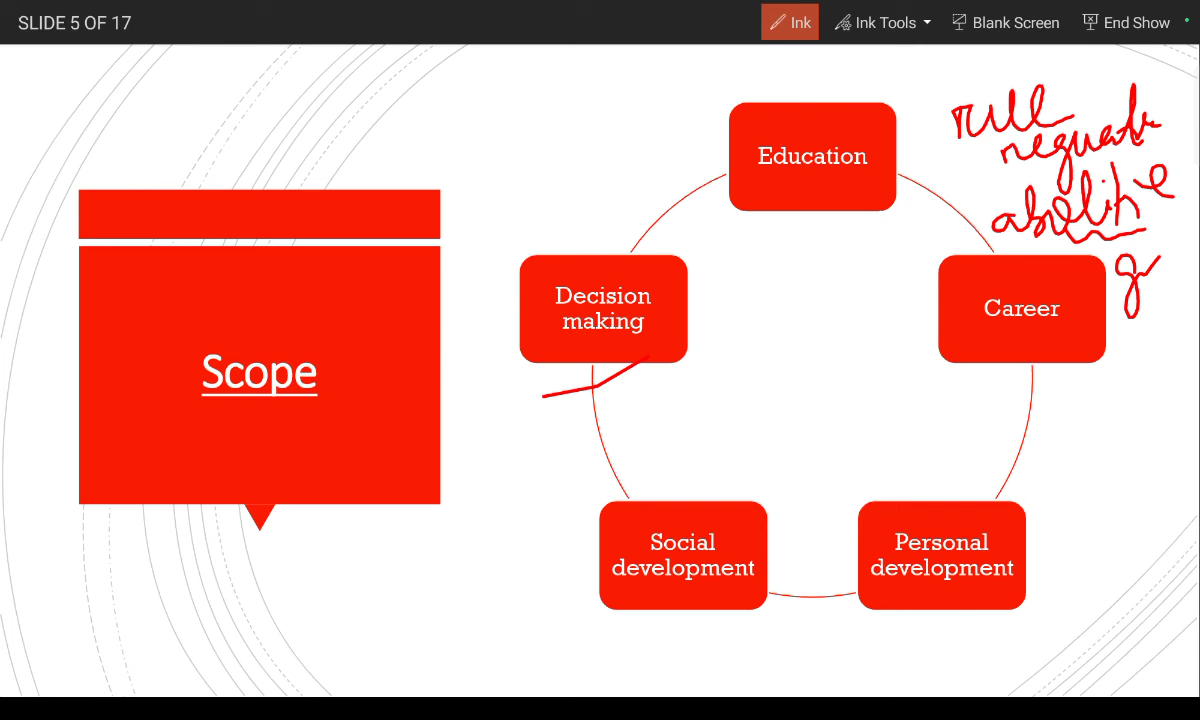 SLIDE 5 OF 17
Ink
Ink Tools
Blank Screen
End Show
Scope
Education
Career
Personal
development
Social
development
Decision
making